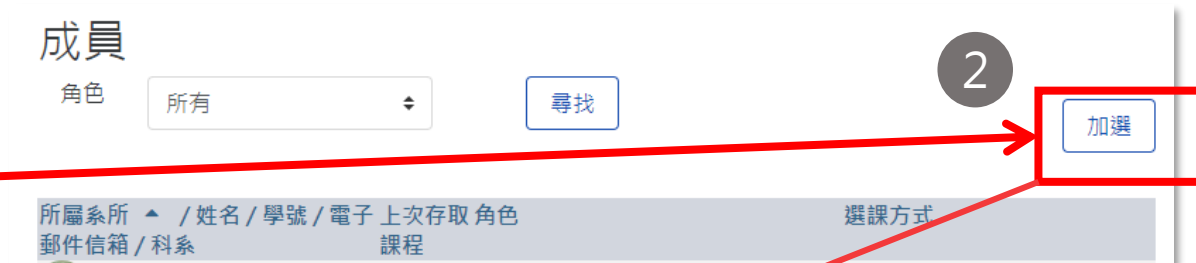 成員
2
角色 所有 尋找
加選
所屬系所 ▲ / 姓名 / 學號 / 電子 上次存取 角色 選課方式
郵件信箱 / 科系 課程